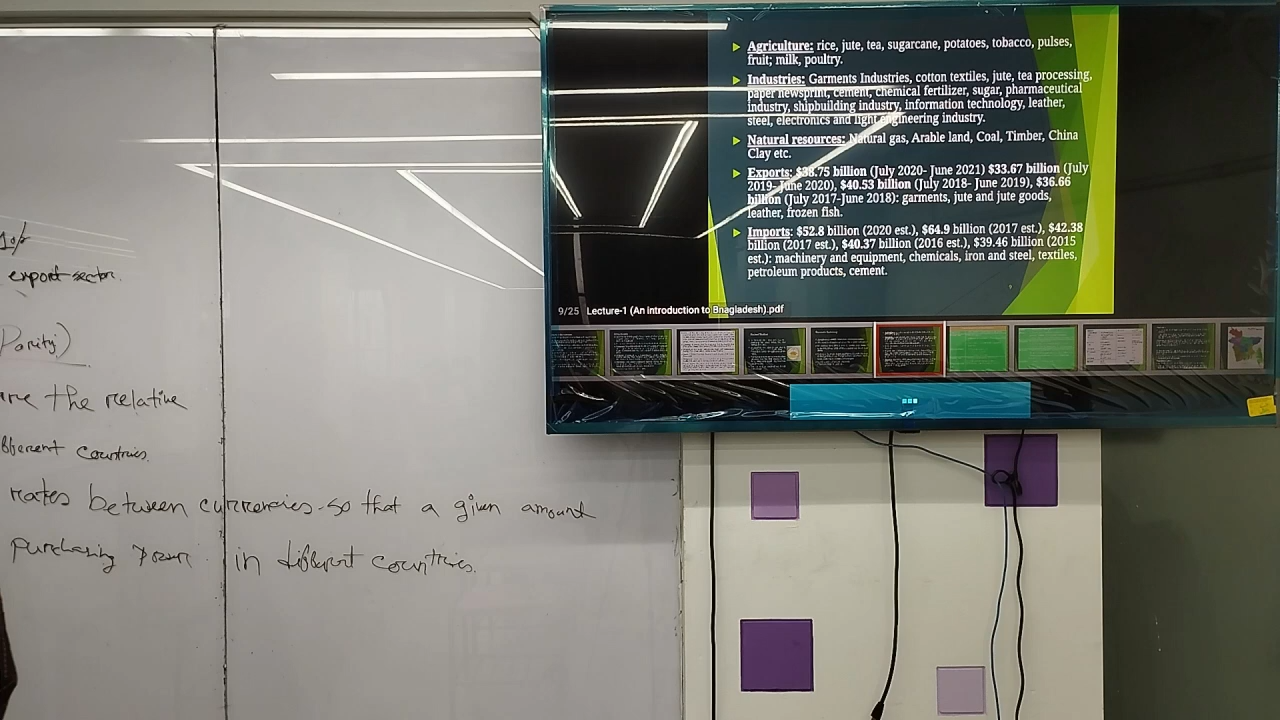 10%
export sector.
Parity)
the relative
countries.
rates between currencies so that a given amount
purchasing power in different countries.
▶ Agriculture: rice, jute, tea, sugarcane, potatoes, tobacco, pulses,
fruit; milk, poultry.
▶ Industries: Garments Industries, cotton textiles, jute, tea processing,
paper newsprint, cement, chemical fertilizer, sugar, pharmaceutical
industry, shipbuilding industry, information technology, leather,
steel, electronics and light engineering industry.
▶ Natural resources: Natural gas, Arable land, Coal, Timber, China
Clay etc.
▶ Exports: $38.75 billion (July 2020- June 2021) $33.67 billion (July
2019- June 2020), $40.53 billion (July 2018- June 2019), $36.66
billion (July 2017-June 2018): garments, jute and jute goods,
leather, frozen fish.
▶ Imports: $52.8 billion (2020 est.), $64.9 billion (2017 est.), $42.38
billion (2017 est.), $40.37 billion (2016 est.), $39.46 billion (2015
est.): machinery and equipment, chemicals, iron and steel, textiles,
petroleum products, cement.
9
9/25 Lecture-1 (An introduction to Bnagladesh).pdf